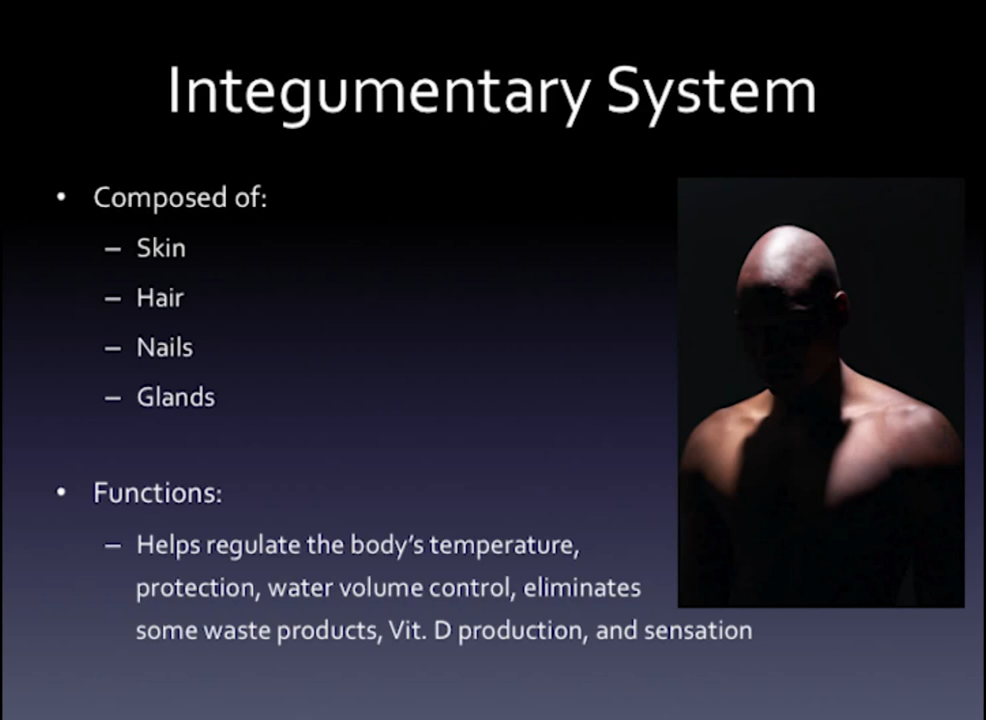 Integumentary System
• Composed of:
– Skin
– Hair
– Nails
– Glands
• Functions:
– Helps regulate the body's temperature,
protection, water volume control, eliminates
some waste products, Vit. D production, and sensation